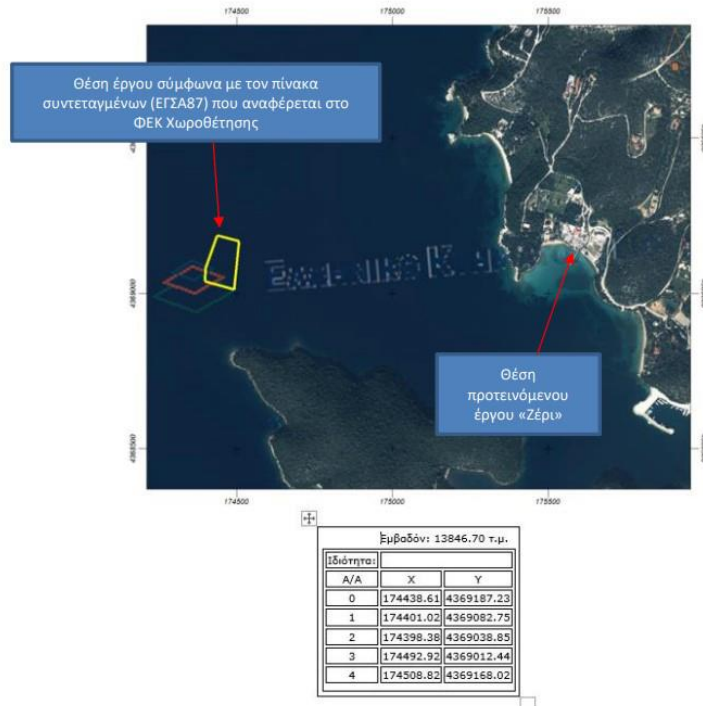 174500 175000 175500
Θέση έργου σύμφωνα με τον πίνακα
συντεταγμένων (ΕΓΣΑ87) που αναφέρεται στο
ΦΕΚ Χωροθέτησης
4369000
Θέση
προτεινόμενου
έργου «Ζέρι»
4368500
174500 175000 175500
Εμβαδόν: 13846.70 τ.μ.
Ιδιότητα:
Α/Α Χ Υ
0 174438.61 4369187.23
1 174401.02 4369082.75
2 174398.38 4369038.85
3 174492.92 4369012.44
4 174508.82 4369168.02